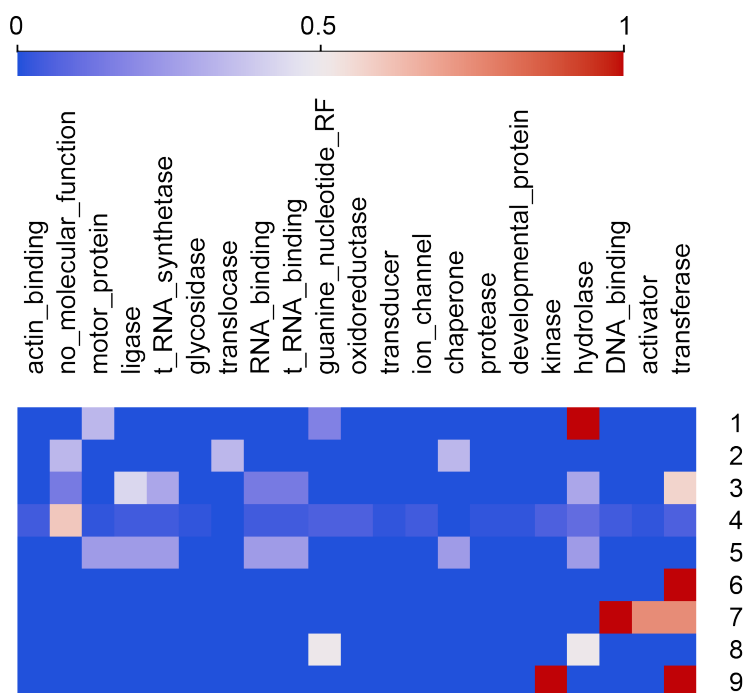 0 0.5 1
actin_binding
no_molecular_function
motor_protein
ligase
t_RNA_synthetase
glycosidase
translocase
RNA_binding
t_RNA_binding
guanine_nucleotide_RF
oxidoreductase
transducer
ion_channel
chaperone
protease
developmental_protein
kinase
hydrolase
DNA_binding
activator
transferase
1
2
3
4
5
6
7
8
9